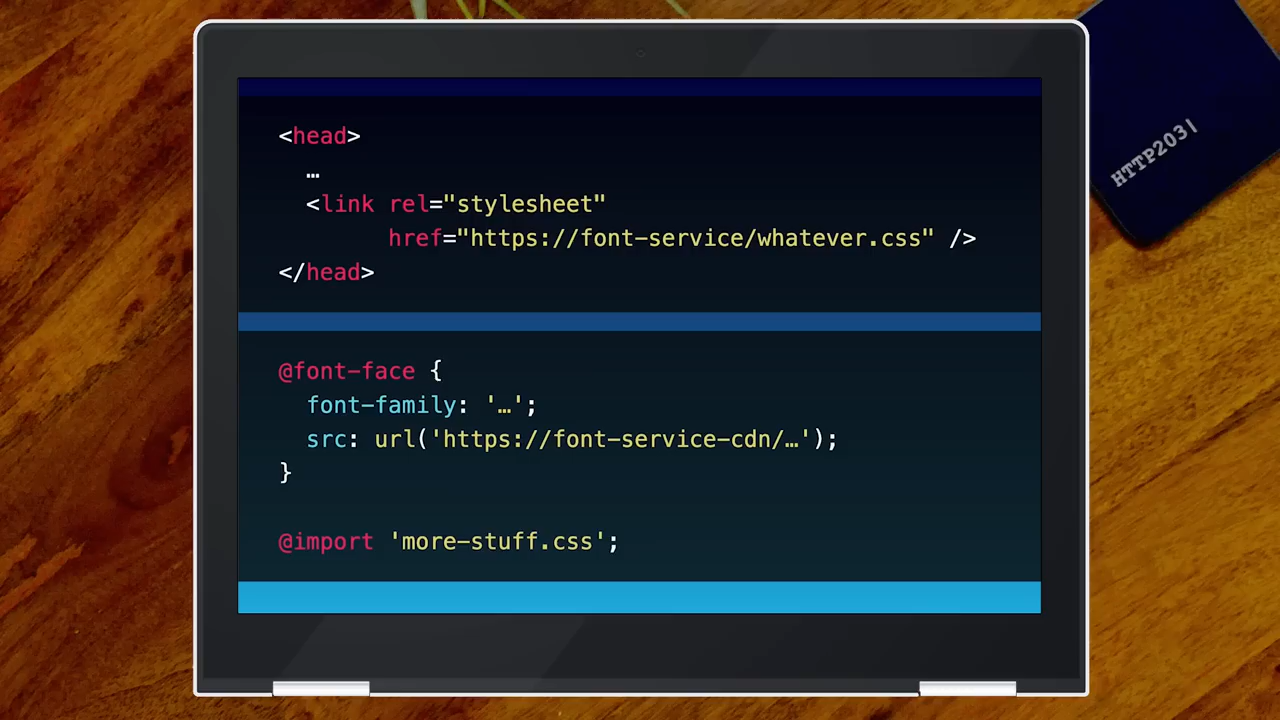 <head>
  …
  <link rel="stylesheet"
        href="https://font-service/whatever.css" />
</head>
@font-face {
  font-family: '…';
  src: url('https://font-service-cdn/…');
}
@import 'more-stuff.css';
HTTP203|